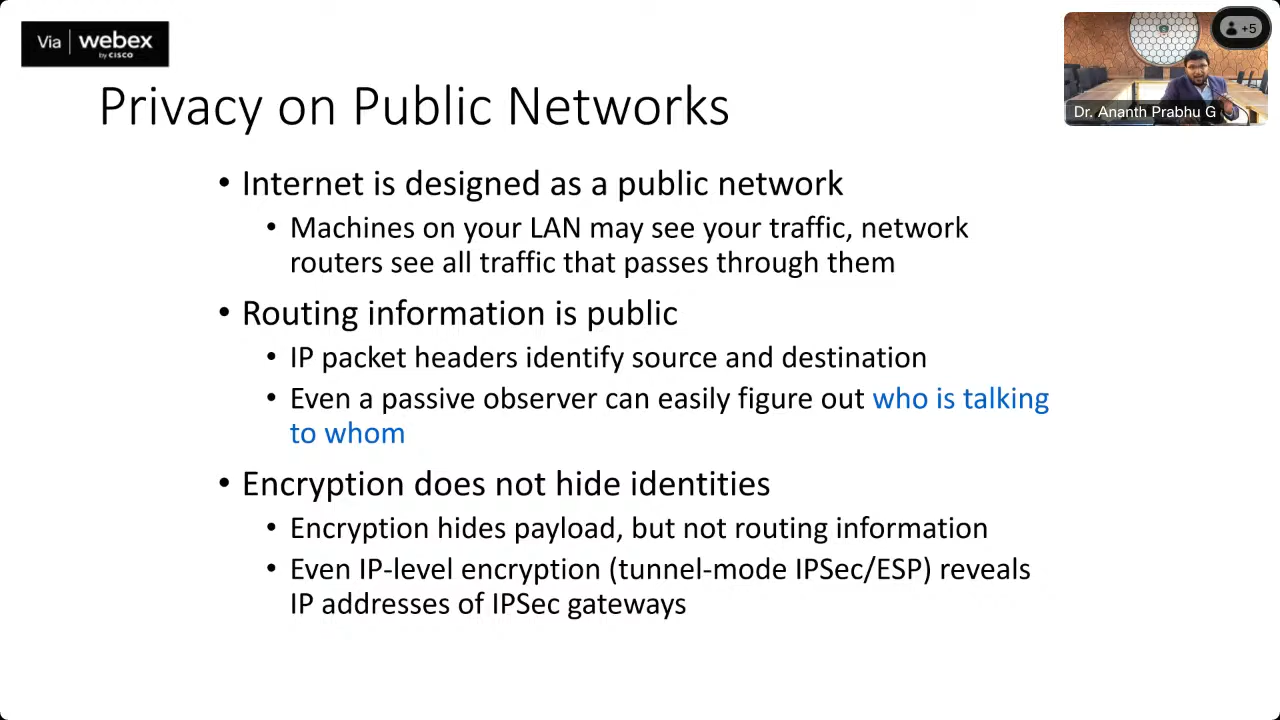 Via | webex
by CISCO
+5
Dr. Ananth Prabhu G
Privacy on Public Networks
• Internet is designed as a public network
• Machines on your LAN may see your traffic, network
routers see all traffic that passes through them
• Routing information is public
• IP packet headers identify source and destination
• Even a passive observer can easily figure out who is talking
to whom
• Encryption does not hide identities
• Encryption hides payload, but not routing information
• Even IP-level encryption (tunnel-mode IPSec/ESP) reveals
IP addresses of IPSec gateways